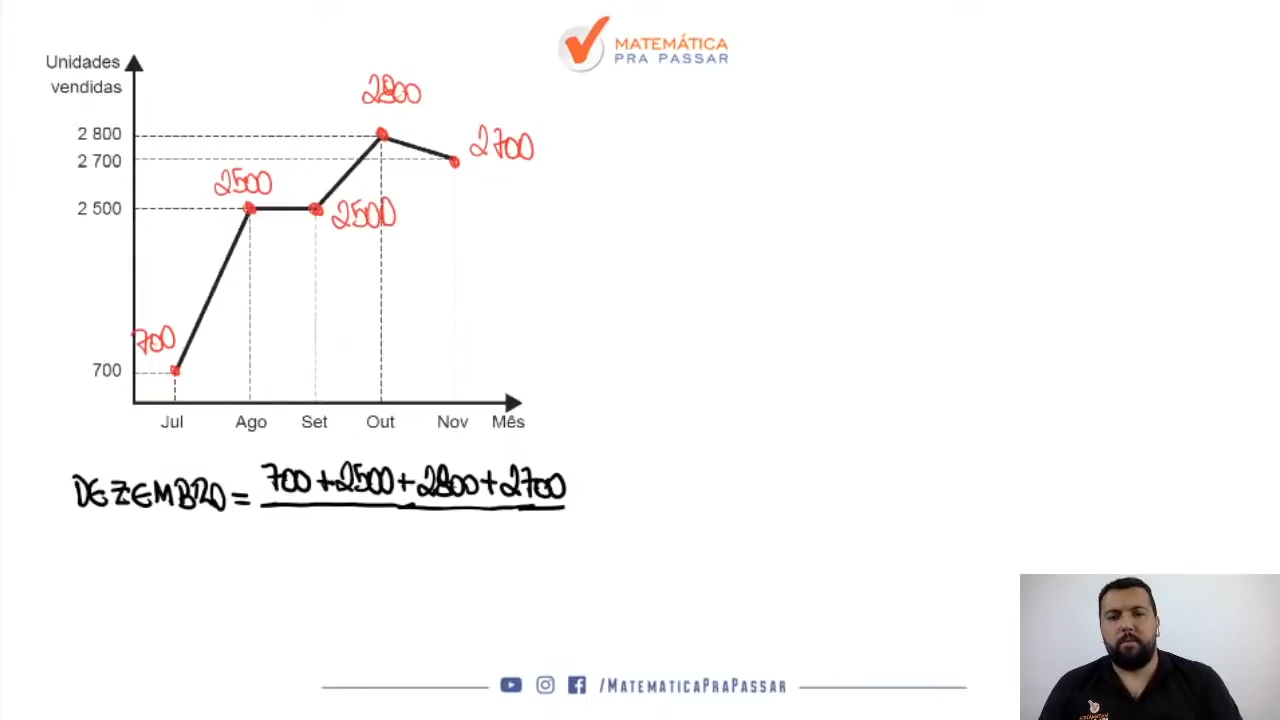 MATEMÁTICA
PRA PASSAR
Unidades
vendidas
2800
2 800
2700
2 700
2500
2 500
2500
700
700
Jul Ago Set Out Nov Mês
DEZEMBRO = 700+2500+2800+2700
/MATEMATICAPRAPASSAR